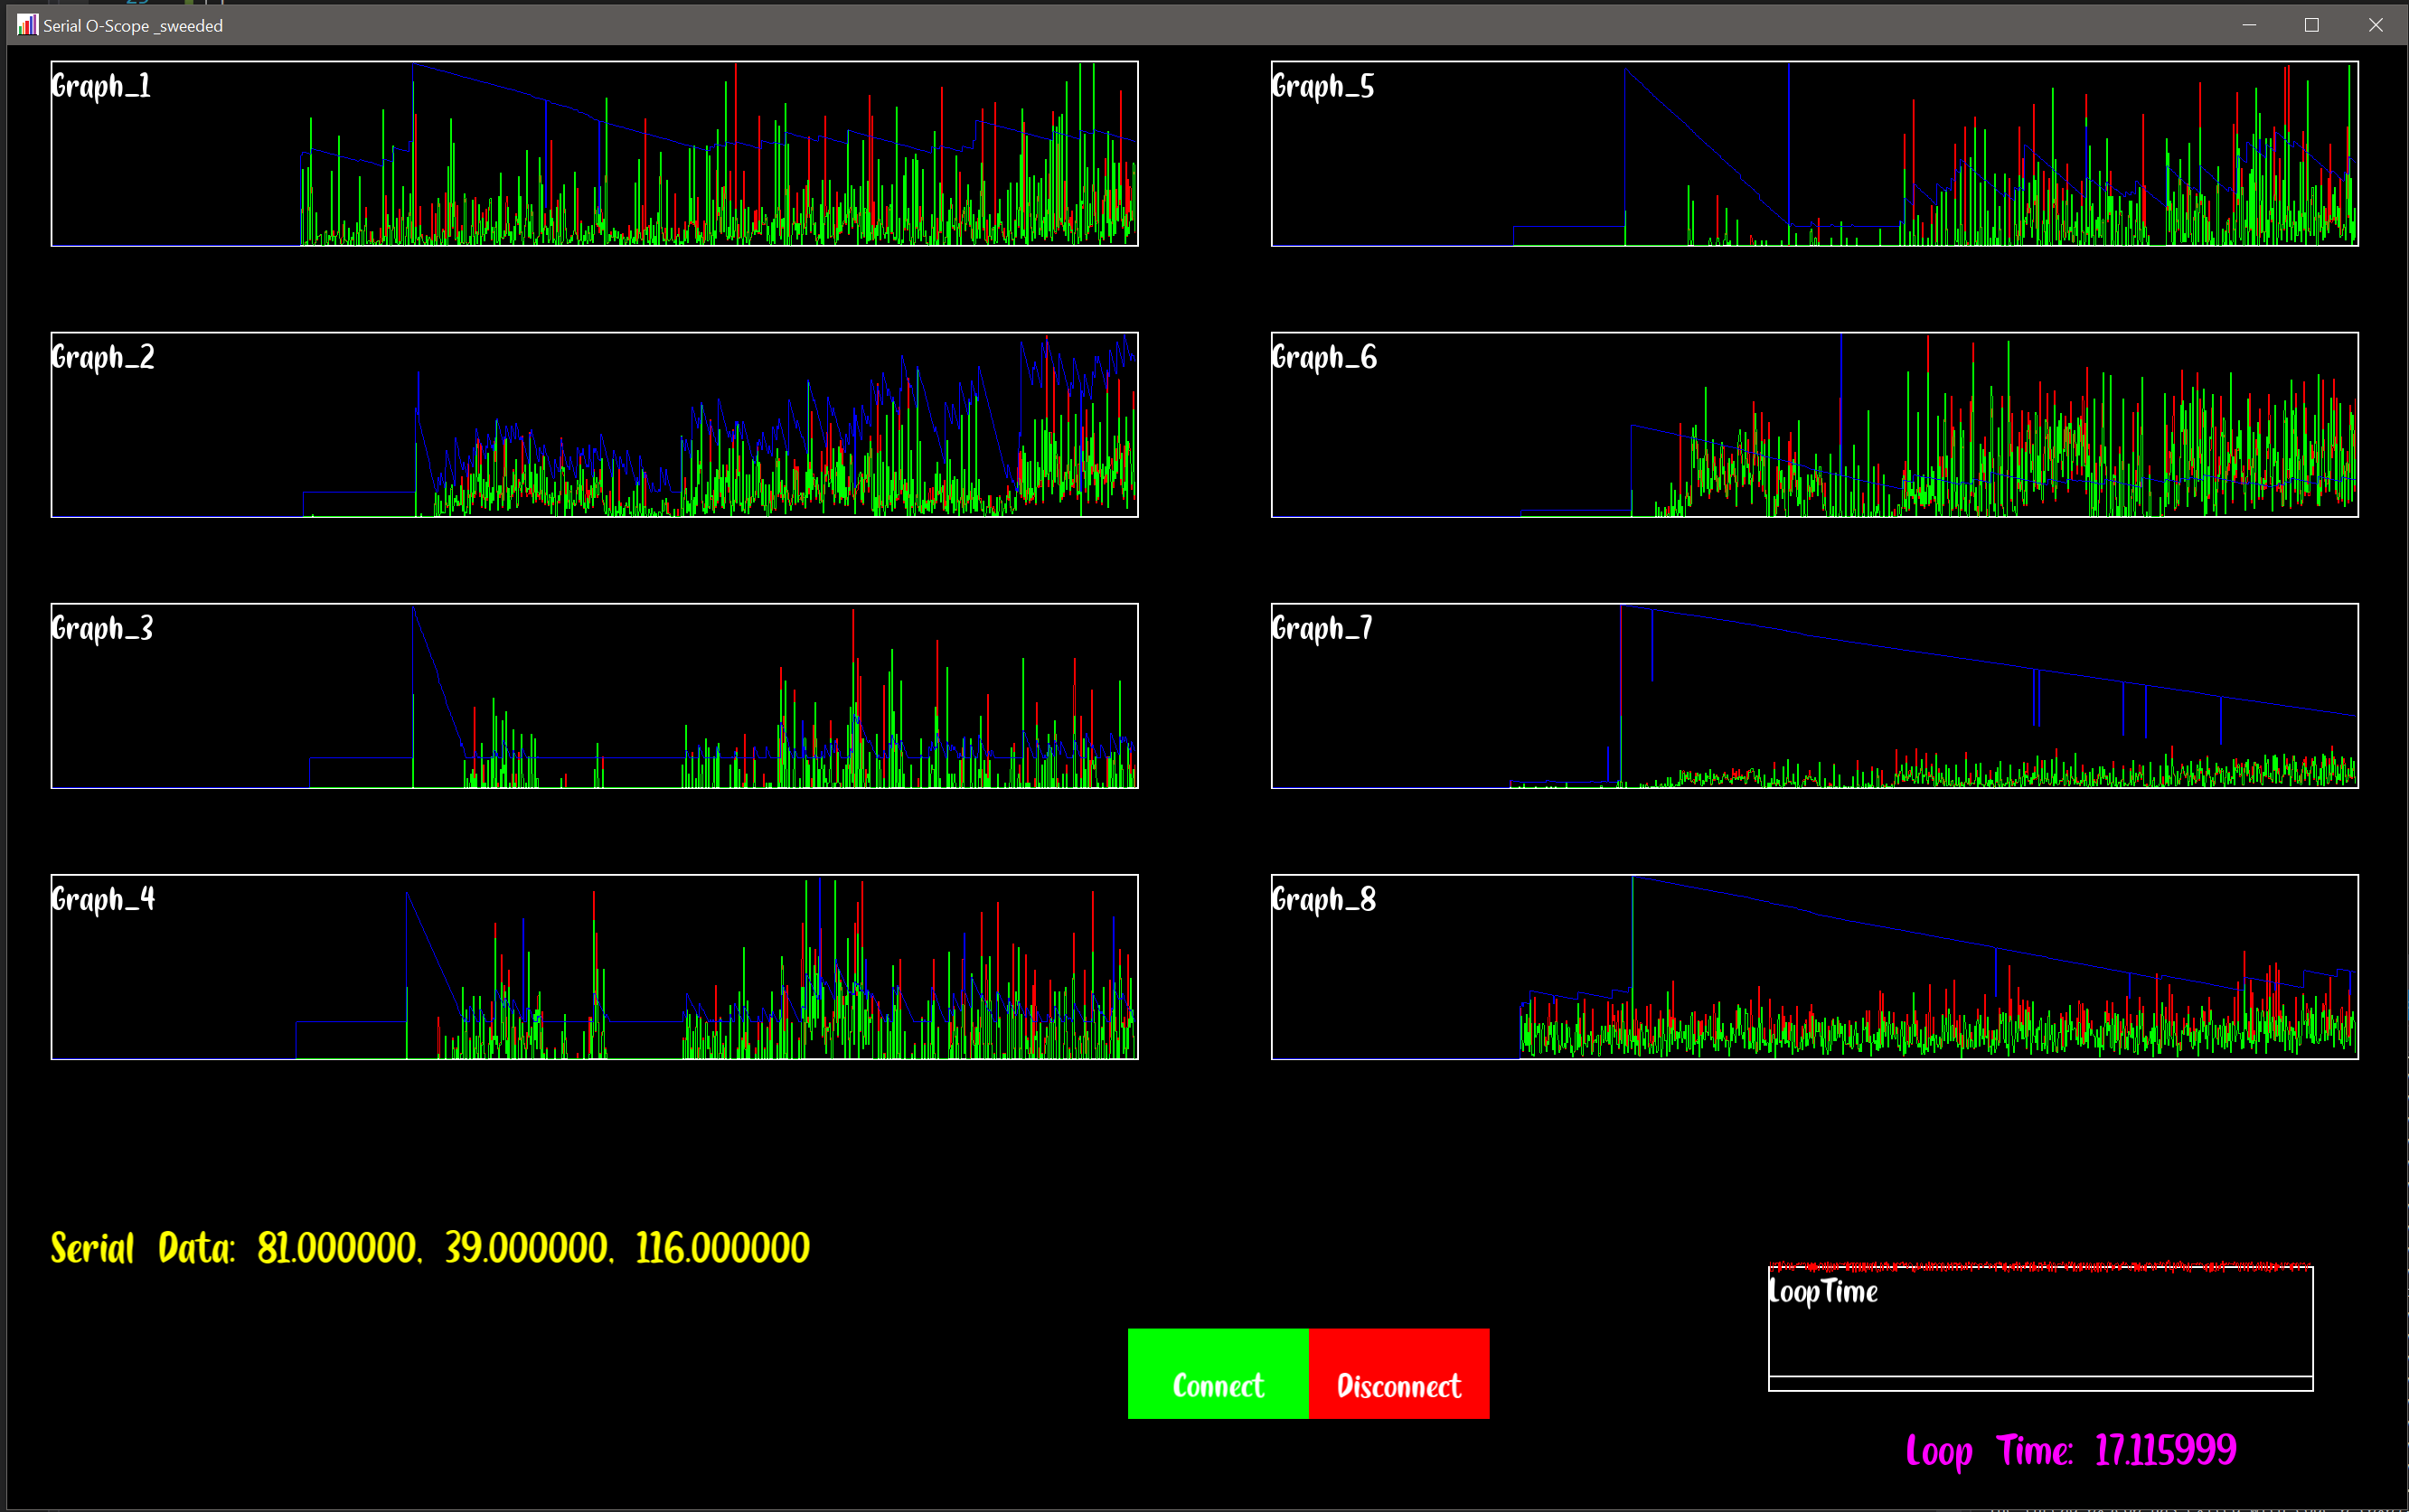 Serial O-Scope _sweeded
Graph_1
Graph_5
Graph_2
Graph_6
Graph_3
Graph_7
Graph_4
Graph_8
Serial Data: 81.000000, 39.000000, 116.000000
LoopTime
Connect
Disconnect
Loop Time: 17.115999